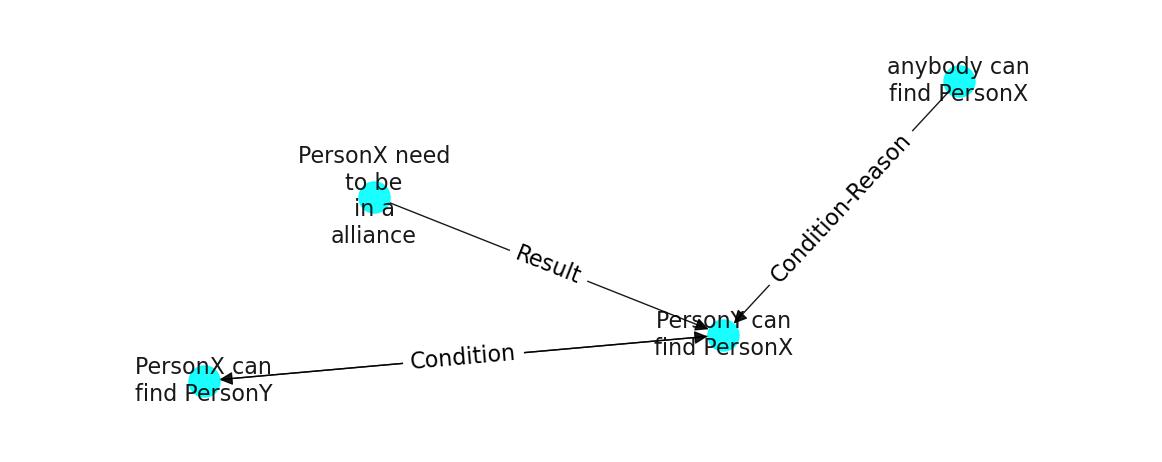 anybody can
find PersonX
Condition-Reason
PersonX need
to be
in a
alliance
Result
PersonY can
find PersonX
Condition
PersonX can
find PersonY